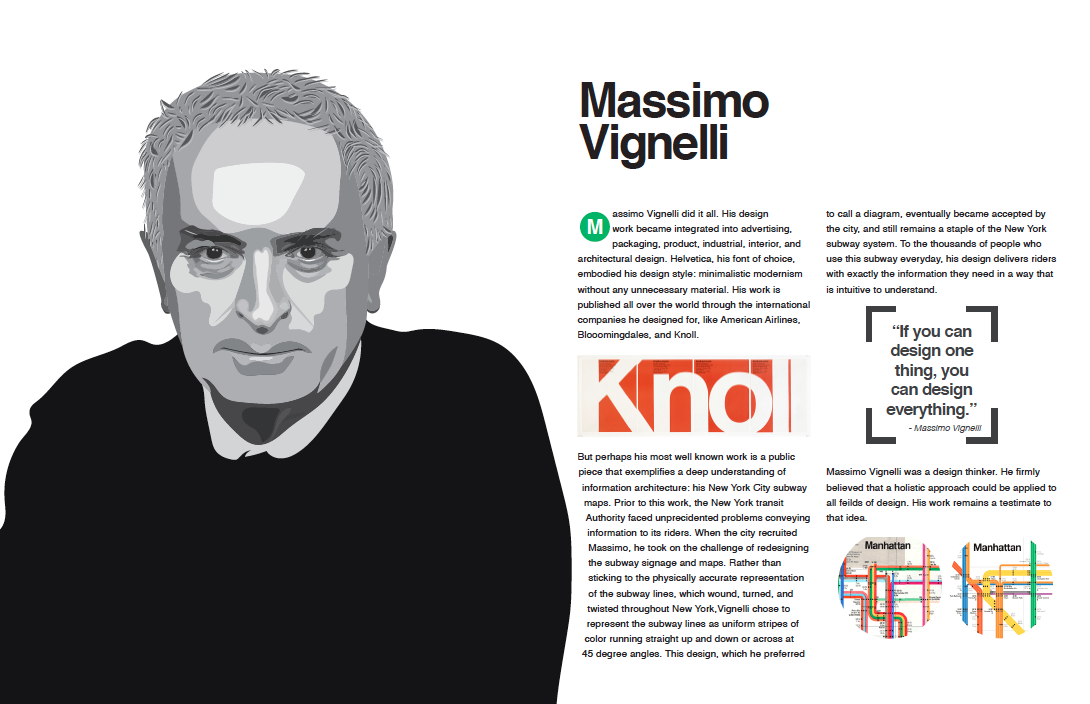 Massimo
Vignelli
Massimo Vignelli did it all. His design
work became integrated into advertising,
packaging, product, industrial, interior, and
architectural design. Helvetica, his font of choice,
embodied his design style: minimalistic modernism
without any unnecessary material. His work is
published all over the world through the international
companies he designed for, like American Airlines,
Blooomingdales, and Knoll.
Knoll
But perhaps his most well known work is a public
piece that exemplifies a deep understanding of
information architecture: his New York City subway
maps. Prior to this work, the New York transit
Authority faced unprecidented problems conveying
information to its riders. When the city recruited
Massimo, he took on the challenge of redesigning
the subway signage and maps. Rather than
sticking to the physically accurate representation
of the subway lines, which wound, turned, and
twisted throughout New York,Vignelli chose to
represent the subway lines as uniform stripes of
color running straight up and down or across at
45 degree angles. This design, which he preferred
to call a diagram, eventually became accepted by
the city, and still remains a staple of the New York
subway system. To the thousands of people who
use this subway everyday, his design delivers riders
with exactly the information they need in a way that
is intuitive to understand.
“If you can
design one
thing, you
can design
everything.”
- Massimo Vignelli
Massimo Vignelli was a design thinker. He firmly
believed that a holistic approach could be applied to
all feilds of design. His work remains a testimate to
that idea.
Manhattan
Manhattan